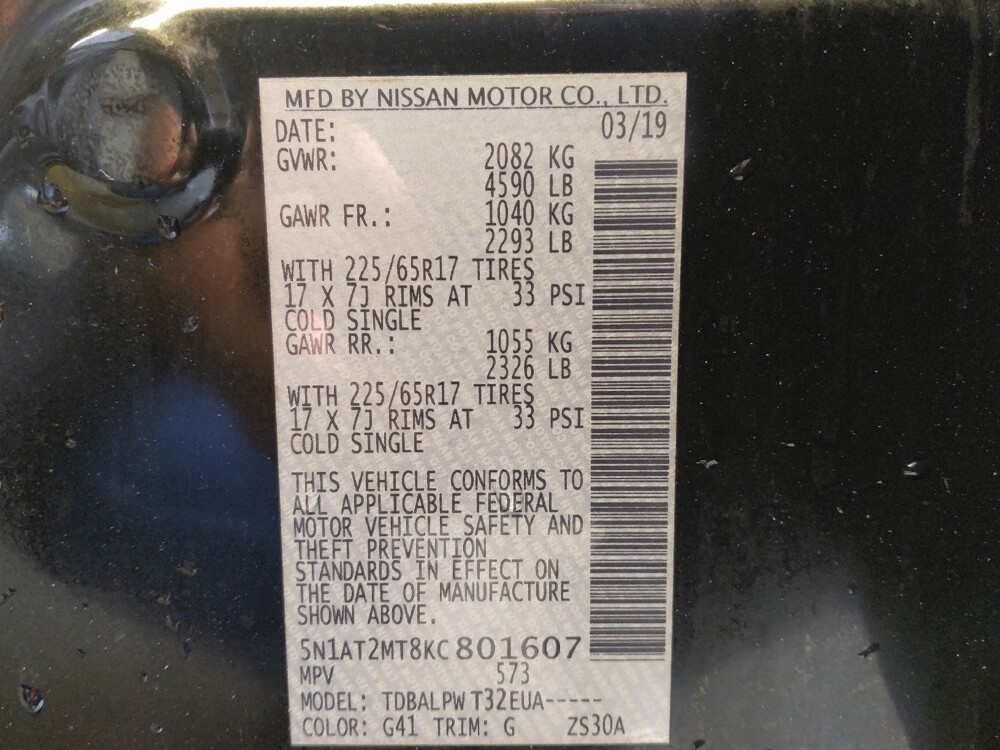 MFD BY NISSAN MOTOR CO., LTD.
DATE: 03/19
GVWR: 2082 KG
4590 LB
GAWR FR.: 1040 KG
2293 LB
WITH 225/65R17 TIRES
17 X 7J RIMS AT 33 PSI
COLD SINGLE
GAWR RR.: 1055 KG
2326 LB
WITH 225/65R17 TIRES
17 X 7J RIMS AT 33 PSI
COLD SINGLE
THIS VEHICLE CONFORMS TO
ALL APPLICABLE FEDERAL
MOTOR VEHICLE SAFETY AND
THEFT PREVENTION
STANDARDS IN EFFECT ON
THE DATE OF MANUFACTURE
SHOWN ABOVE.
5N1AT2MT8KC801607
MPV 573
MODEL: TDBALPW T32EUA-----
COLOR: G41 TRIM: G ZS30A